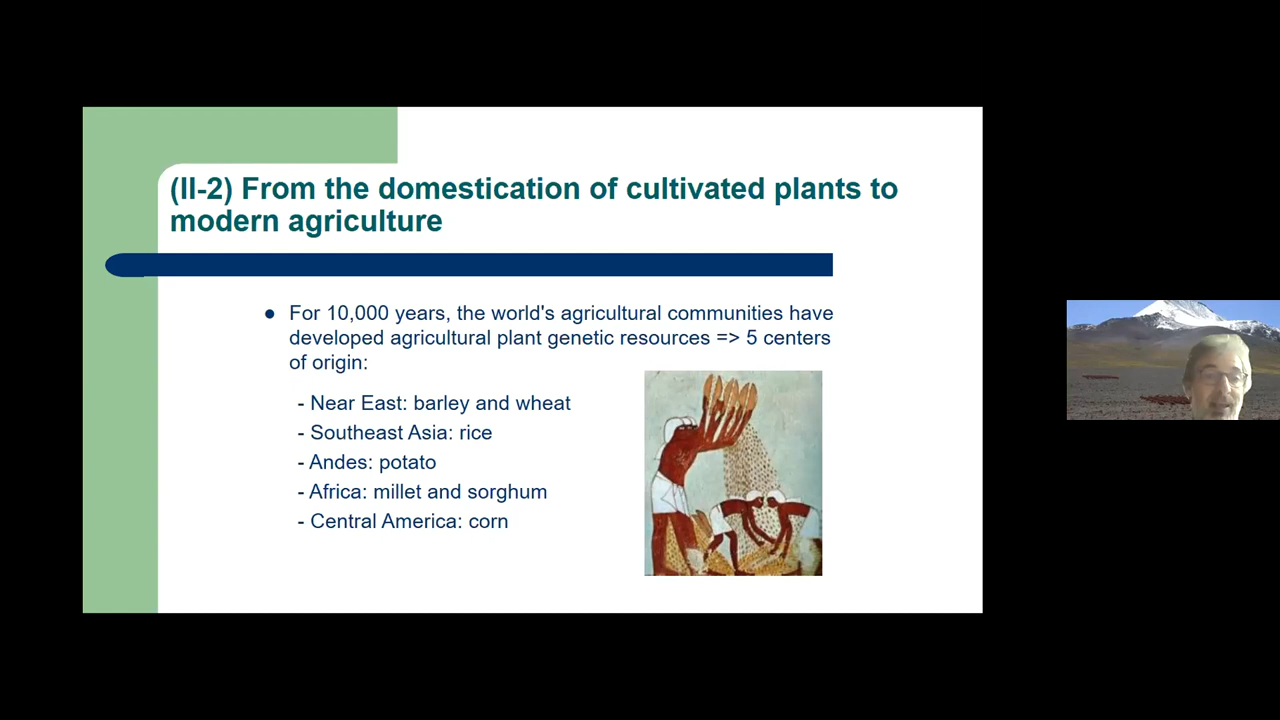 (II-2) From the domestication of cultivated plants to
modern agriculture
● For 10,000 years, the world's agricultural communities have
developed agricultural plant genetic resources => 5 centers
of origin:
- Near East: barley and wheat
- Southeast Asia: rice
- Andes: potato
- Africa: millet and sorghum
- Central America: corn